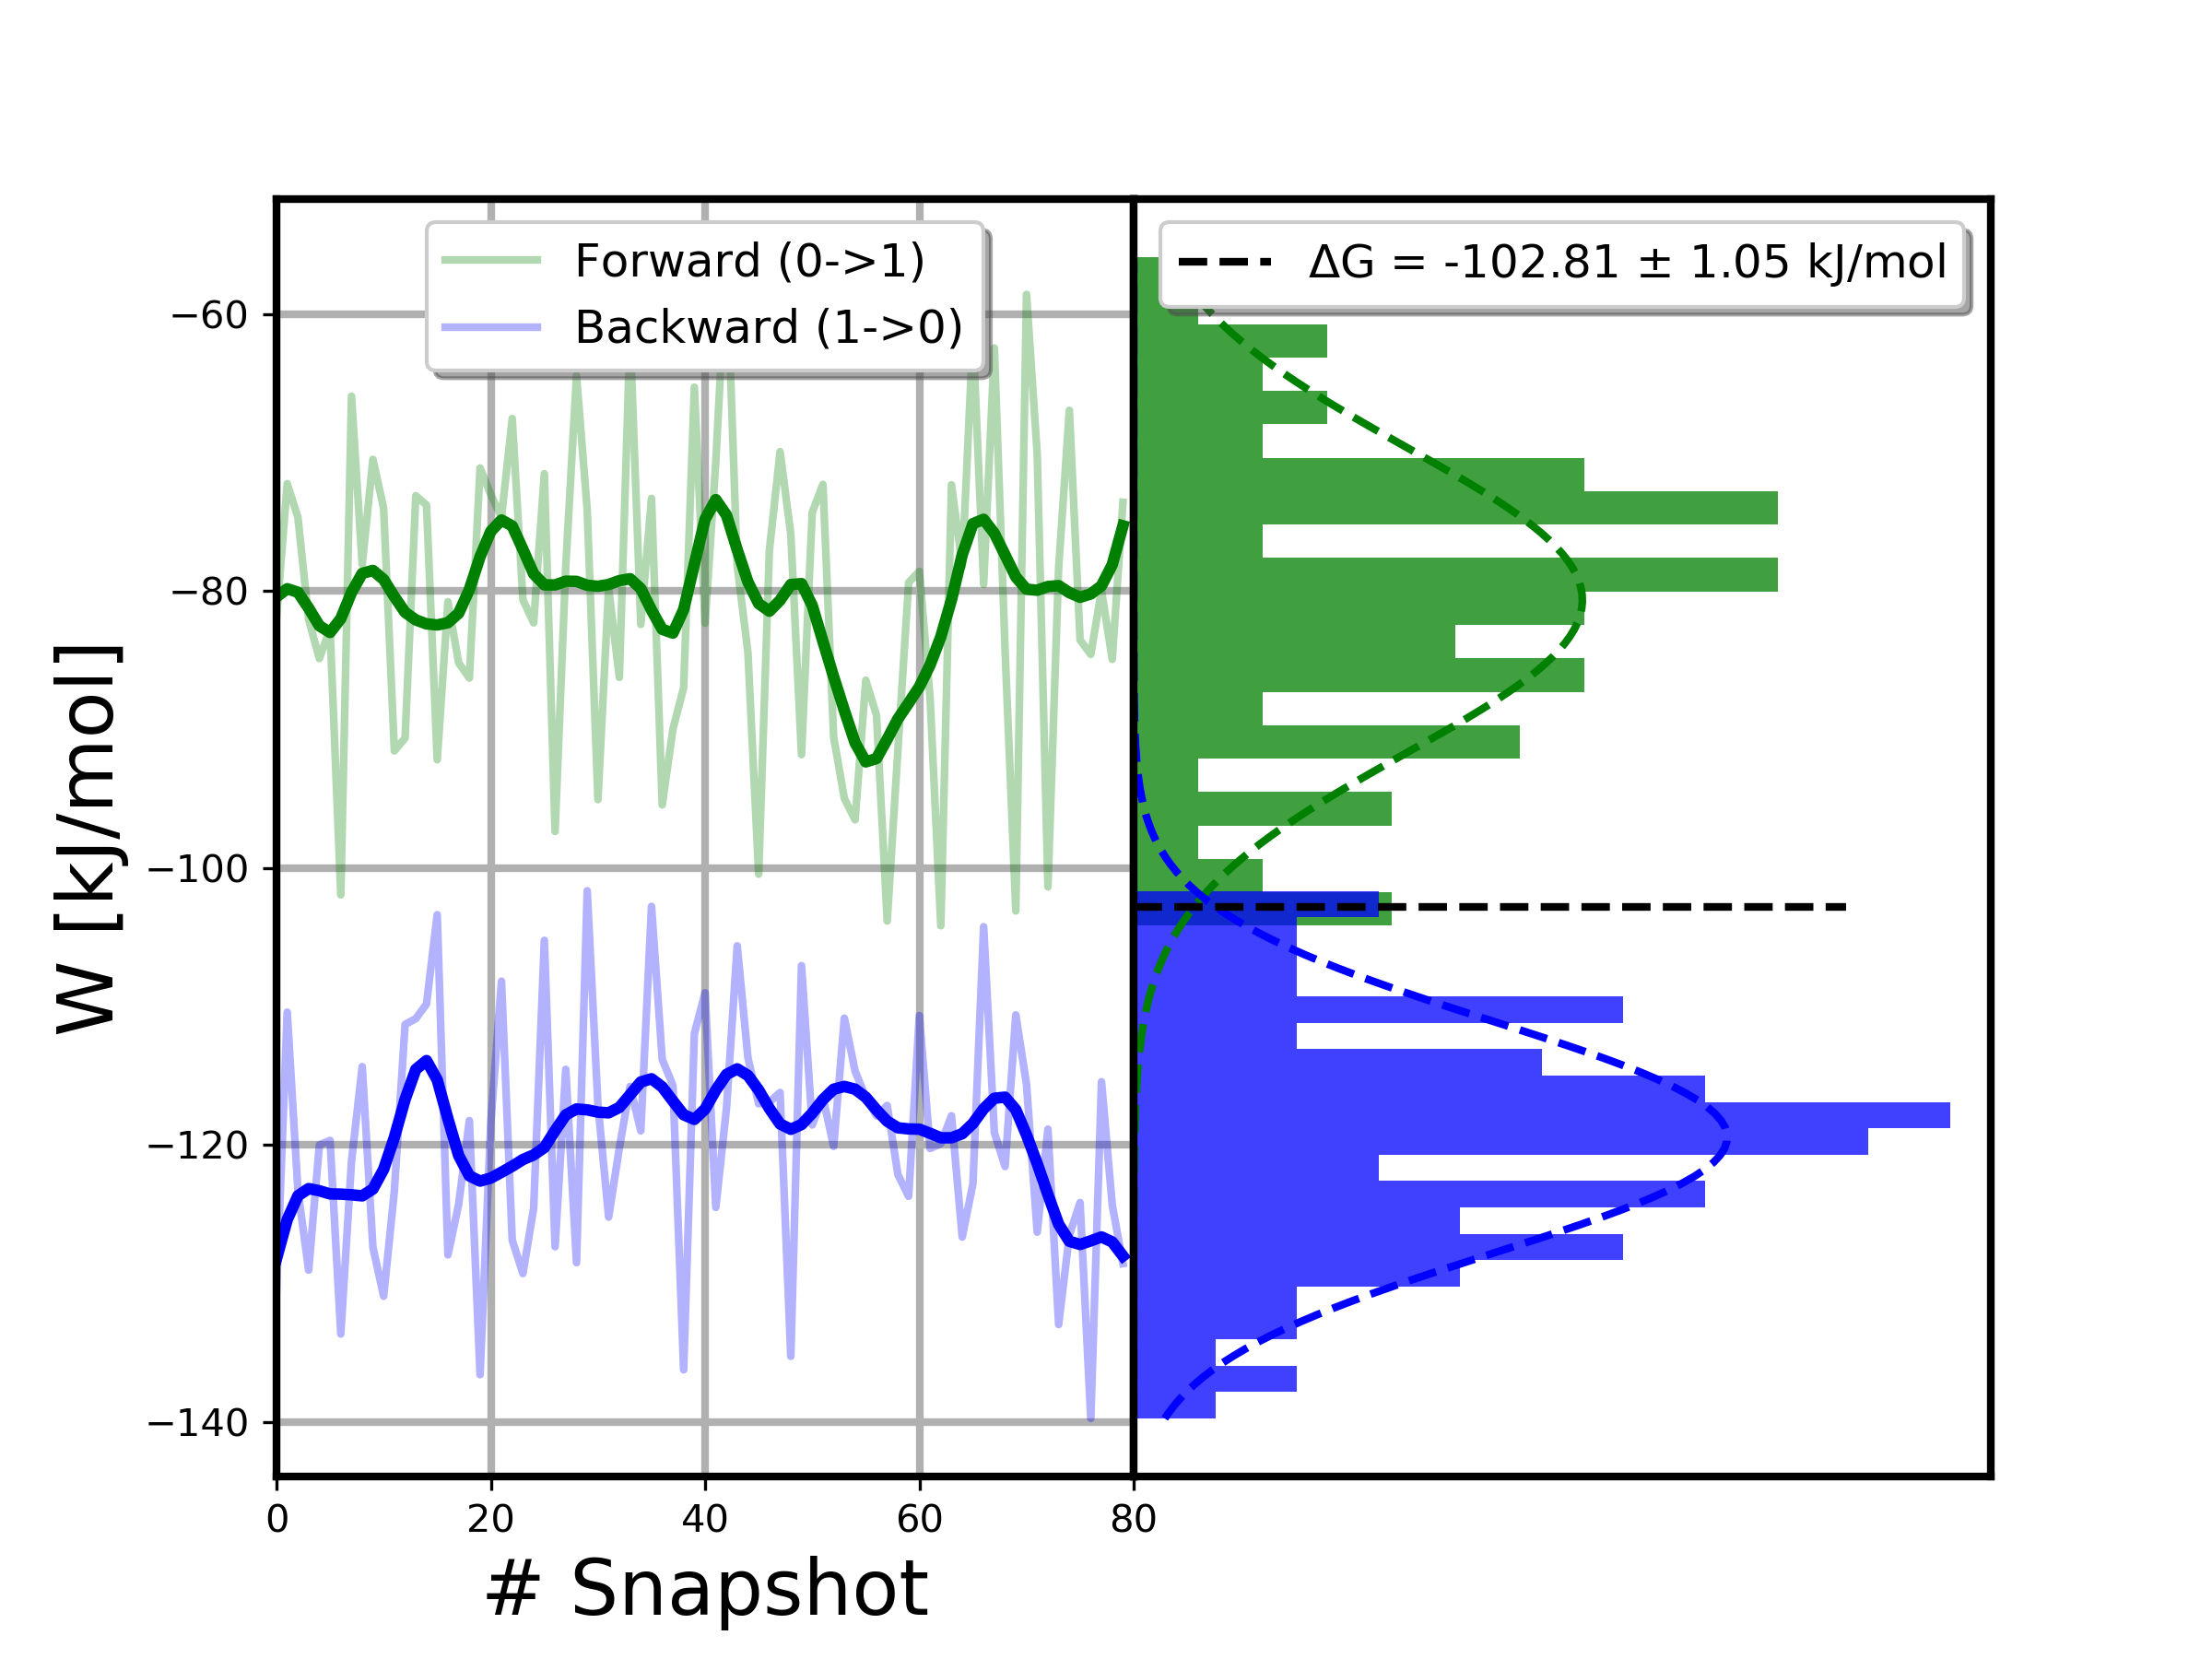 Forward (0->1)
Backward (1->0)
ΔG = -102.81 ± 1.05 kJ/mol
−60
−80
−100
−120
−140
W [kJ/mol]
0 20 40 60 80
# Snapshot